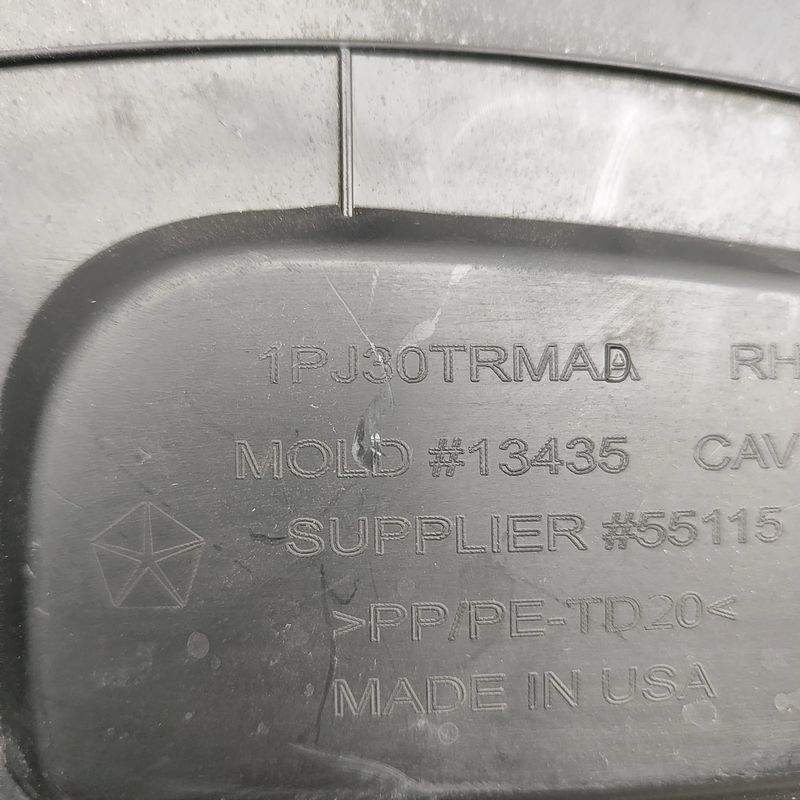 1PJ30TRMAD RH
MOLD #13435 CAV
SUPPLIER #55115
>PP/PE-TD20<
MADE IN USA